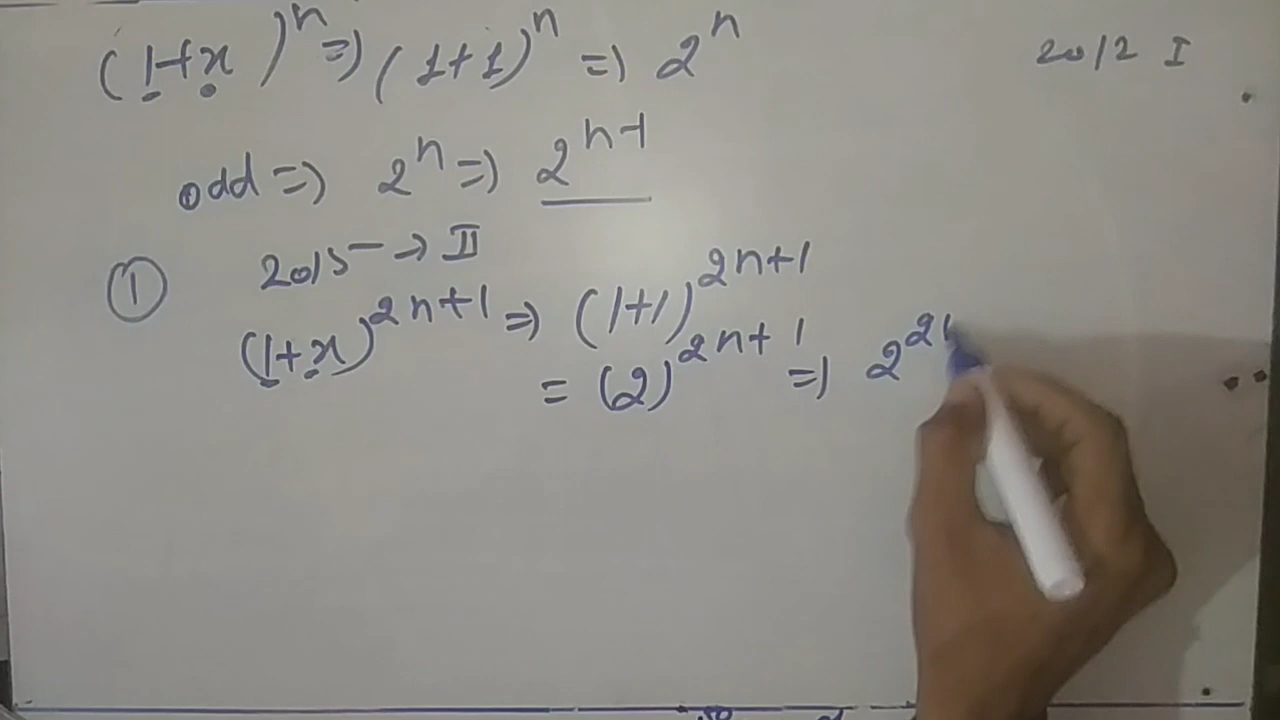 (1+x)^n => (1+1)^n => 2^n
2012 I
odd => 2^n => 2^{n-1}
① 2015 -> II
(1+x)^{2n+1} => (1+1)^{2n+1}
= (2)^{2n+1} => 2^2